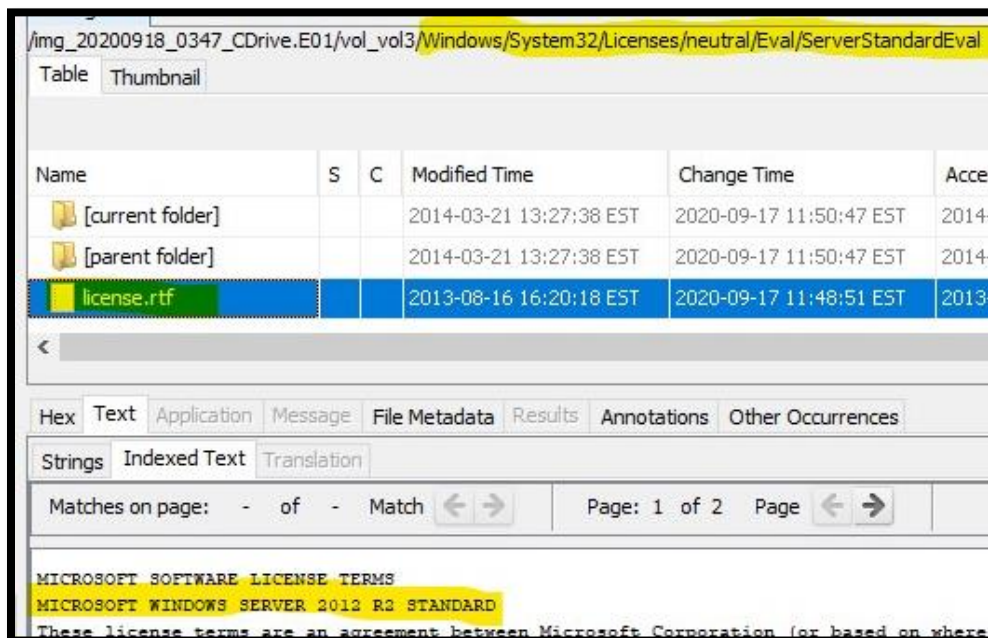 /img_20200918_0347_CDrive.E01/vol_vol3/Windows/System32/Licenses/neutral/Eval/ServerStandardEval
Table Thumbnail
Name S C Modified Time Change Time Acce
[current folder] 2014-03-21 13:27:38 EST 2020-09-17 11:50:47 EST 2014-
[parent folder] 2014-03-21 13:27:38 EST 2020-09-17 11:50:47 EST 2014-
license.rtf 2013-08-16 16:20:18 EST 2020-09-17 11:48:51 EST 2013-
Hex Text Application Message File Metadata Results Annotations Other Occurrences
Strings Indexed Text Translation
Matches on page: - of - Match Page: 1 of 2 Page
MICROSOFT SOFTWARE LICENSE TERMS
MICROSOFT WINDOWS SERVER 2012 R2 STANDARD
These license terms are an agreement between Microsoft Corporation (or based on where